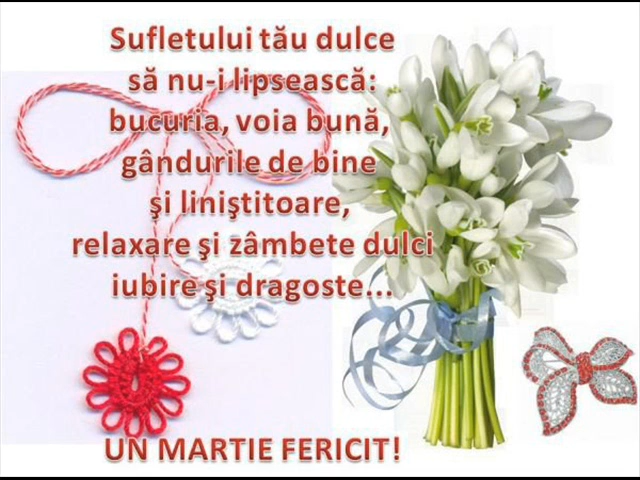 Sufletului tău dulce
să nu-i lipsească:
bucuria, voia bună,
gândurile de bine
şi liniştitoare,
relaxare şi zâmbete dulci
iubire şi dragoste...
UN MARTIE FERICIT!